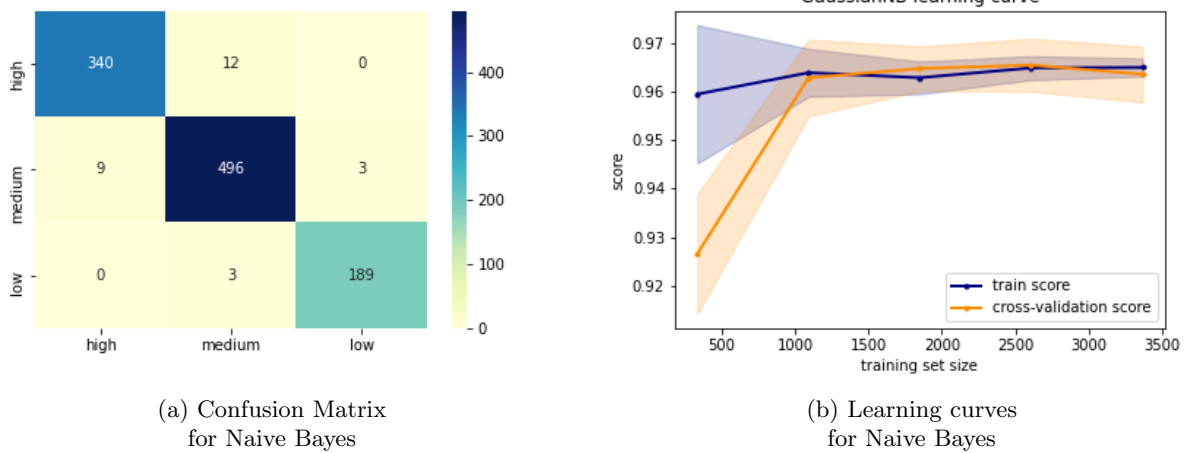 GaussianNB learning curve
high
medium
low
340 12 0
9 496 3
0 3 189
high medium low
400
300
200
100
0
score
0.97
0.96
0.95
0.94
0.93
0.92
train score
cross-validation score
500 1000 1500 2000 2500 3000 3500
training set size
(a) Confusion Matrix
for Naive Bayes
(b) Learning curves
for Naive Bayes